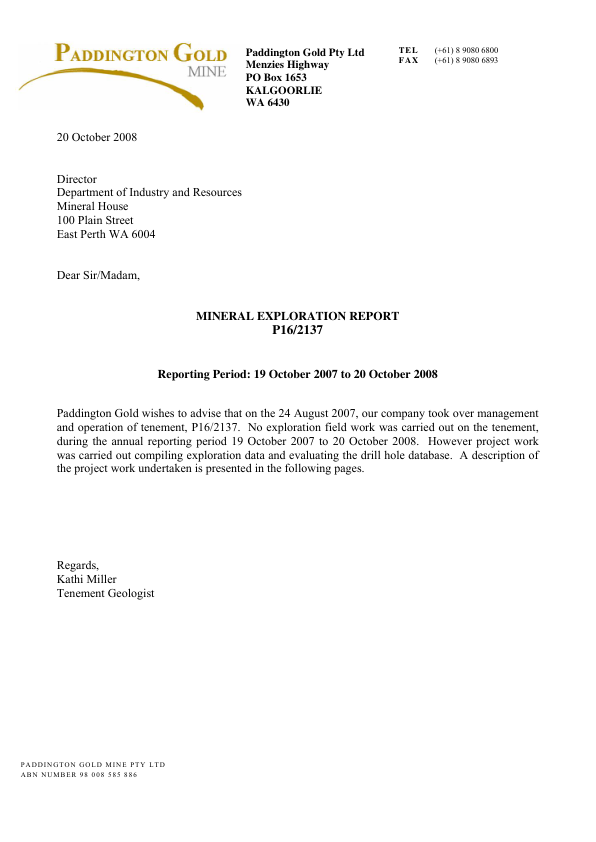 PADDINGTON GOLD
MINE
Paddington Gold Pty Ltd
Menzies Highway
PO Box 1653
KALGOORLIE
WA 6430
TEL (+61) 8 9080 6800
FAX (+61) 8 9080 6893
20 October 2008
Director
Department of Industry and Resources
Mineral House
100 Plain Street
East Perth WA 6004
Dear Sir/Madam,
MINERAL EXPLORATION REPORT
P16/2137
Reporting Period: 19 October 2007 to 20 October 2008
Paddington Gold wishes to advise that on the 24 August 2007, our company took over management
and operation of tenement, P16/2137. No exploration field work was carried out on the tenement,
during the annual reporting period 19 October 2007 to 20 October 2008. However project work
was carried out compiling exploration data and evaluating the drill hole database. A description of
the project work undertaken is presented in the following pages.
Regards,
Kathi Miller
Tenement Geologist
PADDINGTON GOLD MINE PTY LTD
ABN NUMBER 98 008 585 886